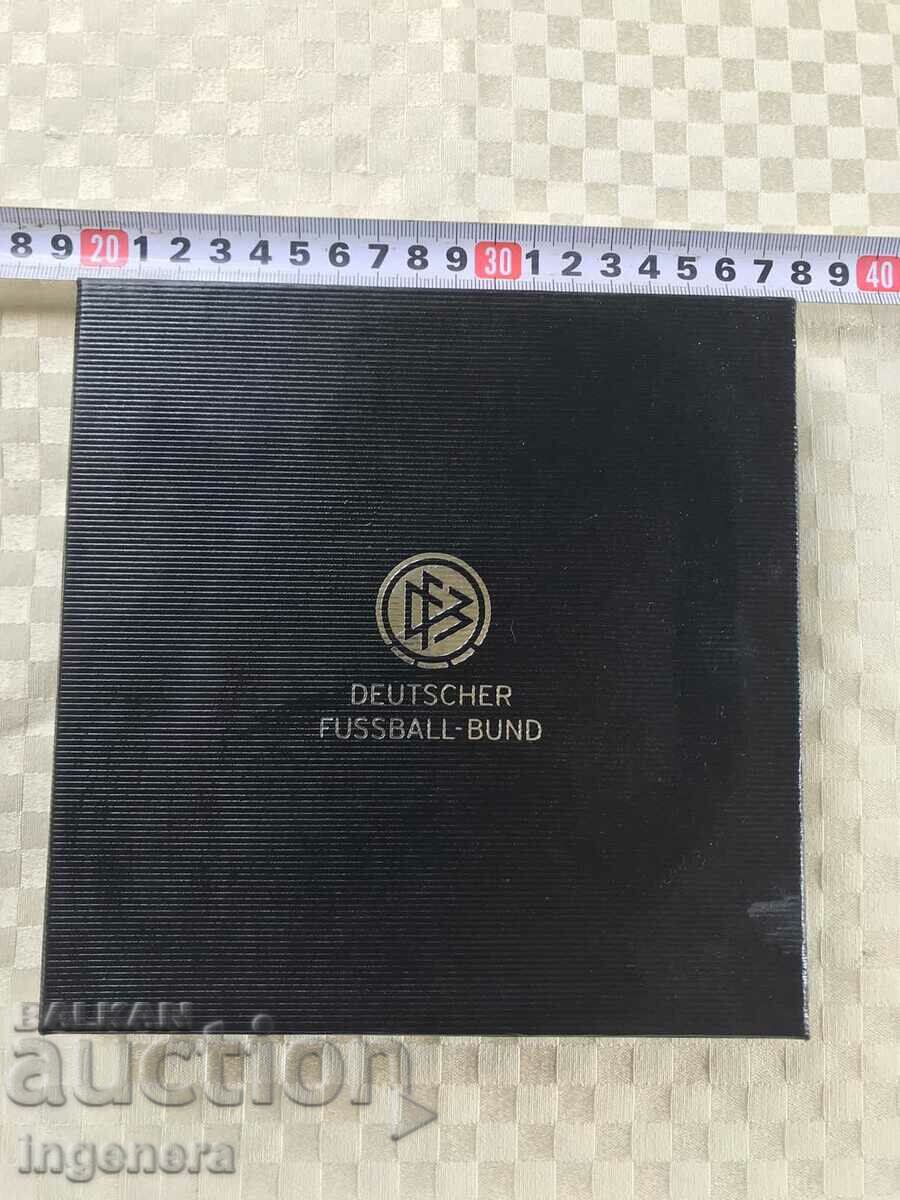 8 9 20 1 2 3 4 5 6 7 8 9 30 1 2 3 4 5 6 7 8 9 40
DFB
DEUTSCHER
FUSSBALL-BUND
BALKAN
auction
ingenera